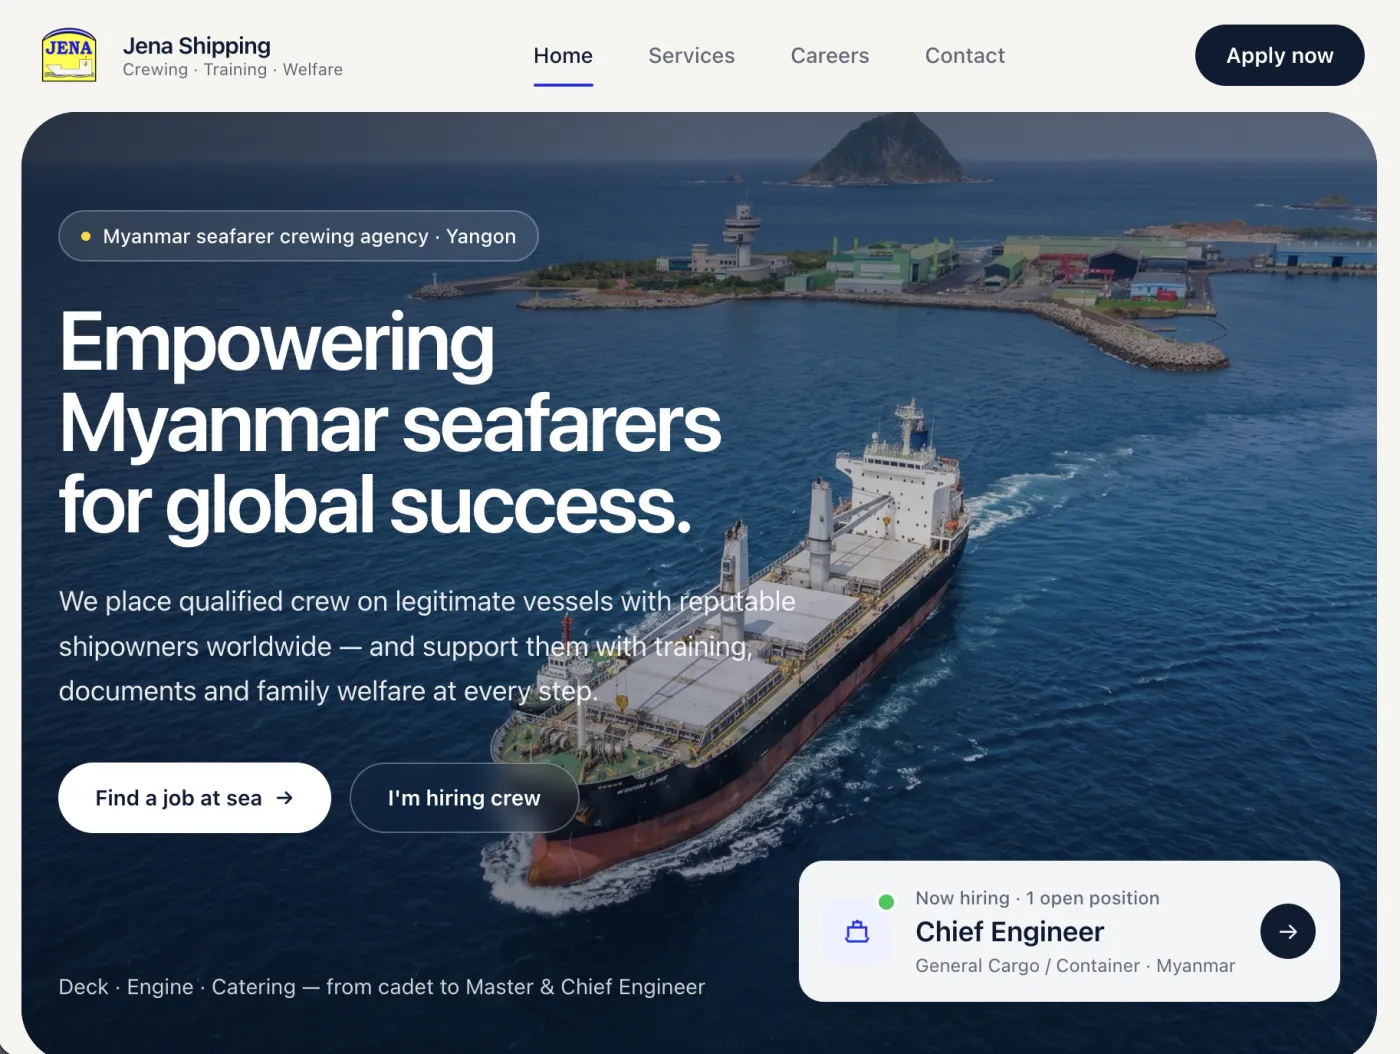 JENA
Jena Shipping
Crewing · Training · Welfare
Home
Services
Careers
Contact
Apply now
Myanmar seafarer crewing agency · Yangon
Empowering
Myanmar seafarers
for global success.
We place qualified crew on legitimate vessels with reputable
shipowners worldwide — and support them with training,
documents and family welfare at every step.
Find a job at sea →
I'm hiring crew
WISDOM LINE
Now hiring · 1 open position
Chief Engineer
General Cargo / Container · Myanmar
Deck · Engine · Catering — from cadet to Master & Chief Engineer